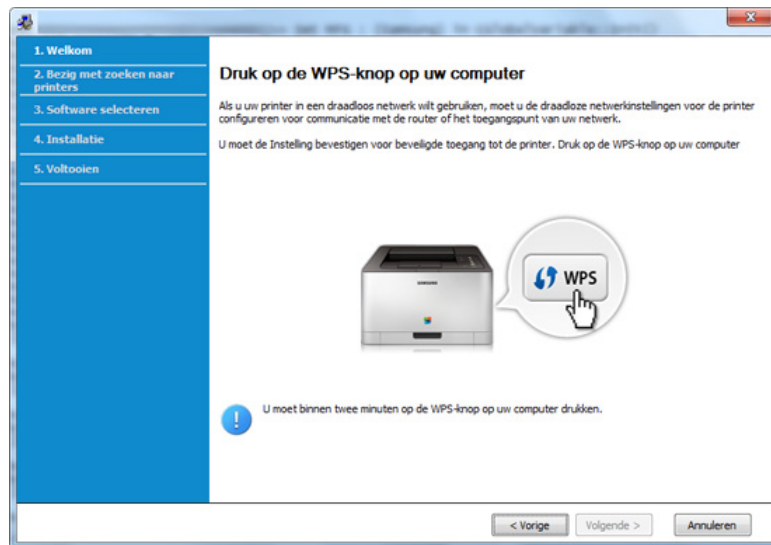 1. Welkom
2. Bezig met zoeken naar
printers
3. Software selecteren
4. Installatie
5. Voltooien
Druk op de WPS-knop op uw computer
Als u uw printer in een draadloos netwerk wilt gebruiken, moet u de draadloze netwerkinstellingen voor de printer
configureren voor communicatie met de router of het toegangspunt van uw netwerk.
U moet de Instelling bevestigen voor beveiligde toegang tot de printer. Druk op de WPS-knop op uw computer
SAMSUNG
WPS
U moet binnen twee minuten op de WPS-knop op uw computer drukken.
< Vorige
Volgende >
Annuleren